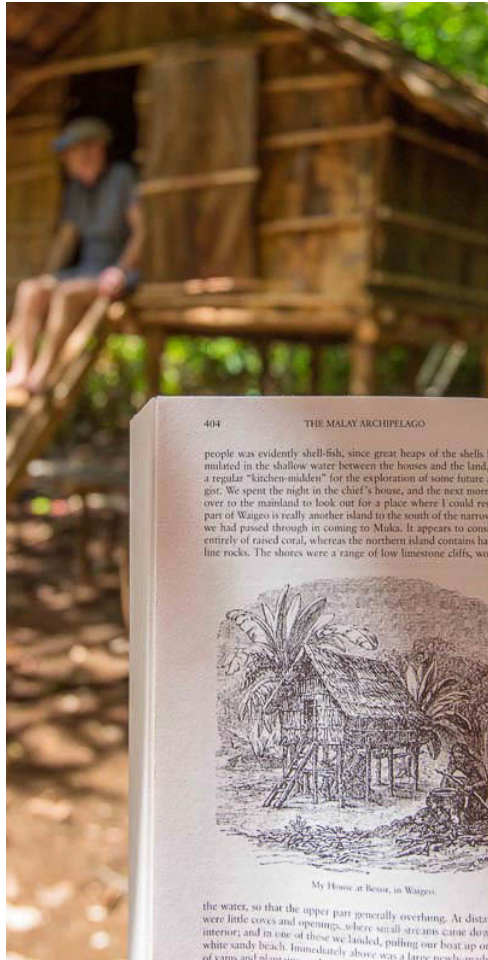 404 THE MALAY ARCHIPELAGO
people was evidently shell-fish, since great heaps of the shells
mulated in the shallow water between the houses and the land,
a regular "kitchen-midden" for the exploration of some future
gist. We spent the night in the chief's house, and the next
over to the mainland to look out for a place where I could
part of Waigeo is really another island to the south of the
we had passed through in coming to Muka. It appears to
entirely of raised coral, whereas the northern island contains
line rocks. The shores were a range of low limestone cliffs,
My House at Bessir, in Waigeo.
the water, so that the upper part generally overhung. At
were little coves and openings, where small streams came
interior; and in one of these we landed, pulling our boat up
white sandy beach. Immediately above was a large
of yams and